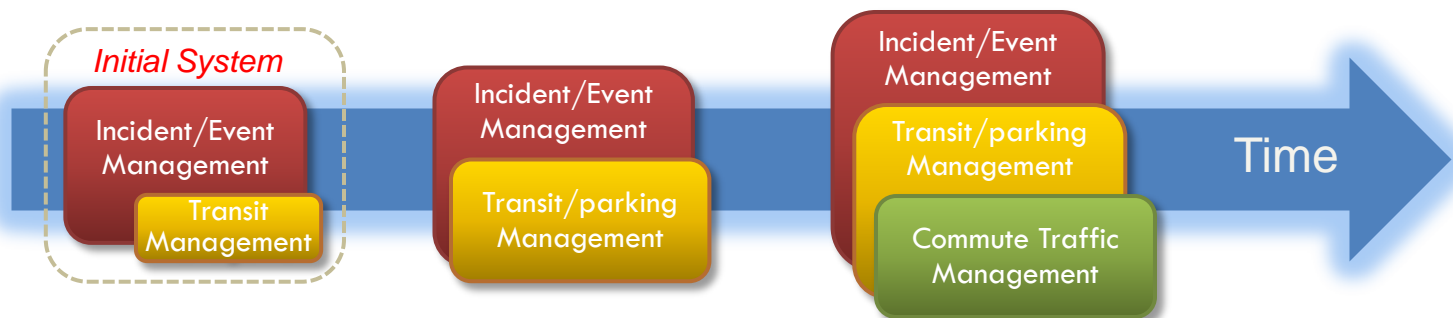 Initial System
Incident/Event
Management
Transit
Management
Incident/Event
Management
Transit/parking
Management
Incident/Event
Management
Transit/parking
Management
Commute Traffic
Management
Time